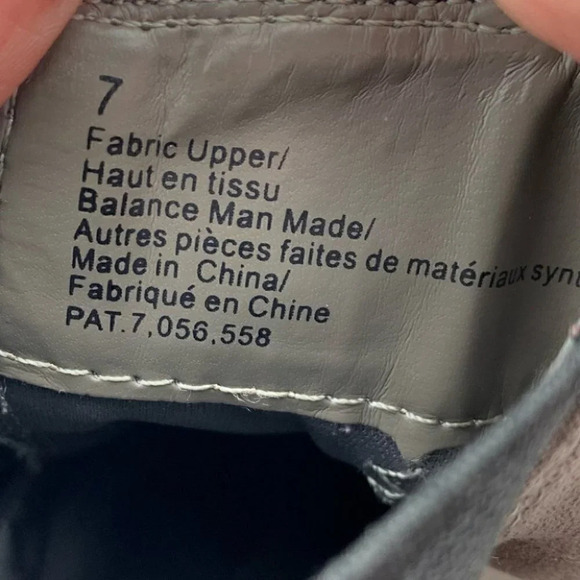 7
Fabric Upper/
Haut en tissu
Balance Man Made/
Autres pièces faites de matériaux
Made in China/
Fabriqué en Chine
PAT.7,056,558